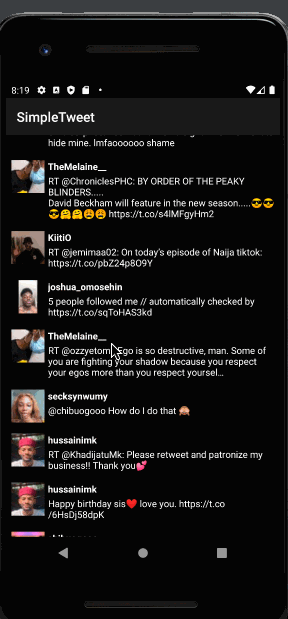 8:19
SimpleTweet
hide mine. lmfaoooooo shame
TheMelaine__
RT @ChroniclesPHC: BY ORDER OF THE PEAKY
BLINDERS.....
David Beckham will feature in the new season.....😎😎
😎🤗🤗😩😩 https://t.co/s4lMFgyHm2
KiitiO
RT @jemimaa02: On today's episode of Naija tiktok:
https://t.co/pbZ24p8O9Y
joshua_omosehin
5 people followed me // automatically checked by
https://t.co/sqToHAS3kd
TheMelaine__
RT @ozzyetom: Ego is so destructive, man. Some of
you are fighting your shadow because you respect
your egos more than you respect yoursel…
secksynwumy
@chibuogooo How do I do that 🙈
hussainimk
RT @KhadijatuMk: Please retweet and patronize my
business!! Thank you💕
hussainimk
Happy birthday sis❤️ love you. https://t.co
/6HsDj58dpK